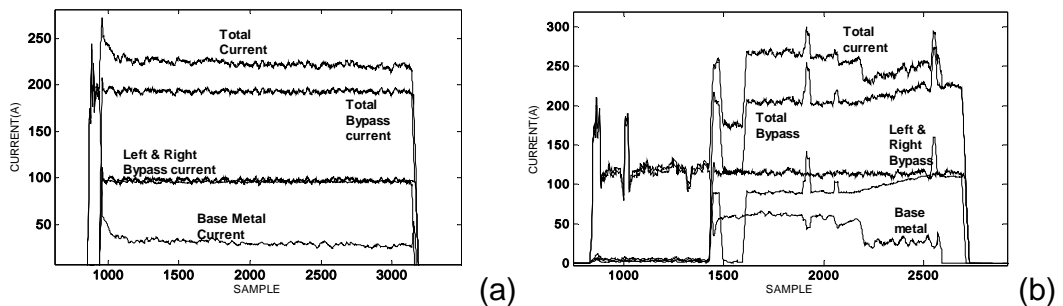 250
200
150
100
50
CURRENT(A)
Total
Current
Total
Bypass
current
Left & Right
Bypass current
Base Metal
Current
1000 1500 2000 2500 3000
SAMPLE
(a)
300
250
200
150
100
50
0
CURRENT(A)
Total
current
Total
Bypass
Left &
Right
Bypass
Base
metal
1000 1500 2000 2500
SAMPLE
(b)